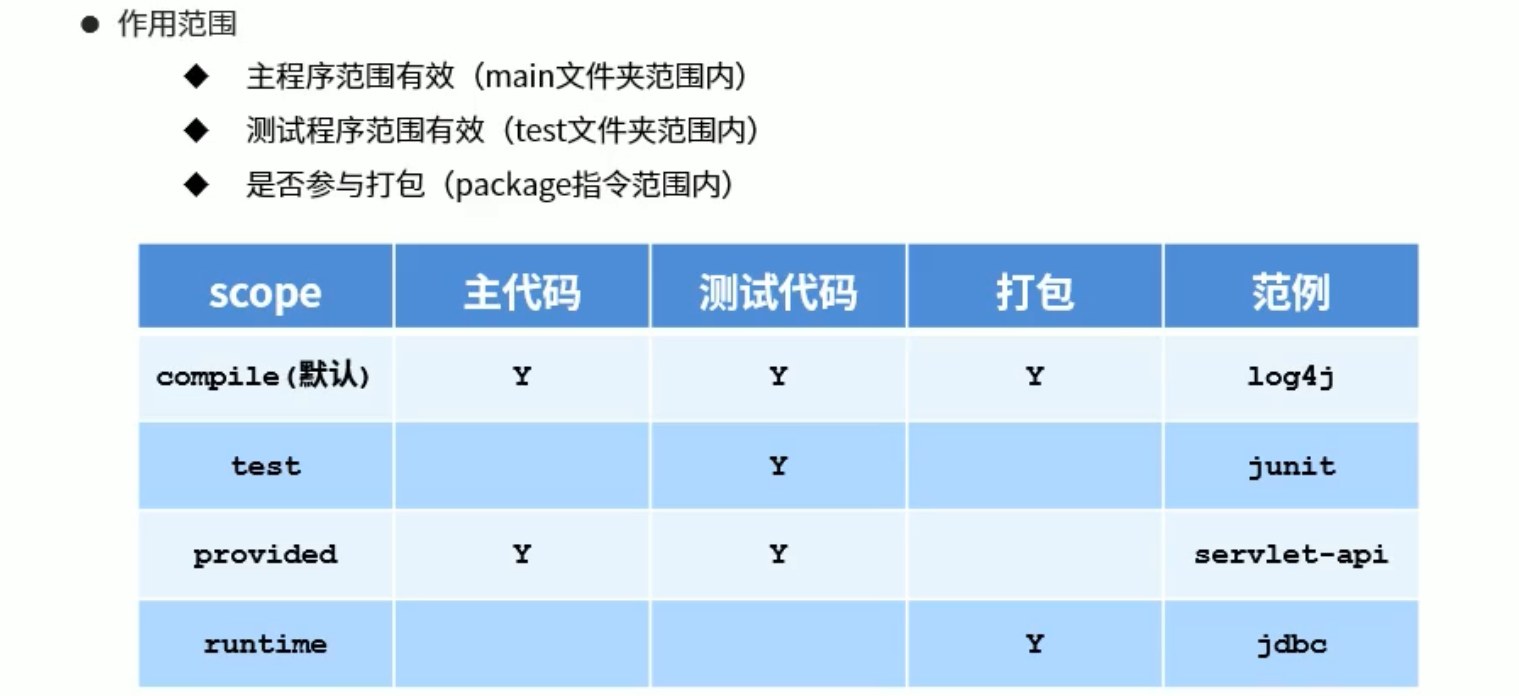 ● 作用范围
◆ 主程序范围有效（main文件夹范围内）
◆ 测试程序范围有效（test文件夹范围内）
◆ 是否参与打包（package指令范围内）
scope 主代码 测试代码 打包 范例
compile(默认) Y Y Y log4j
test Y junit
provided Y Y servlet-api
runtime Y jdbc